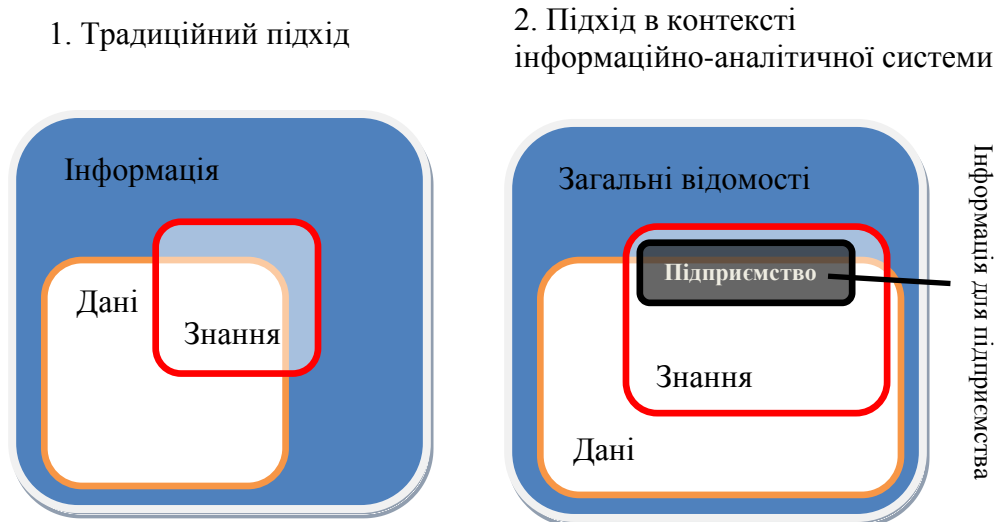 1. Традиційний підхід
2. Підхід в контексті
інформаційно-аналітичної системи
Інформація
Дані
Знання
Загальні відомості
Підприємство
Знання
Дані
Інформація для підприємства